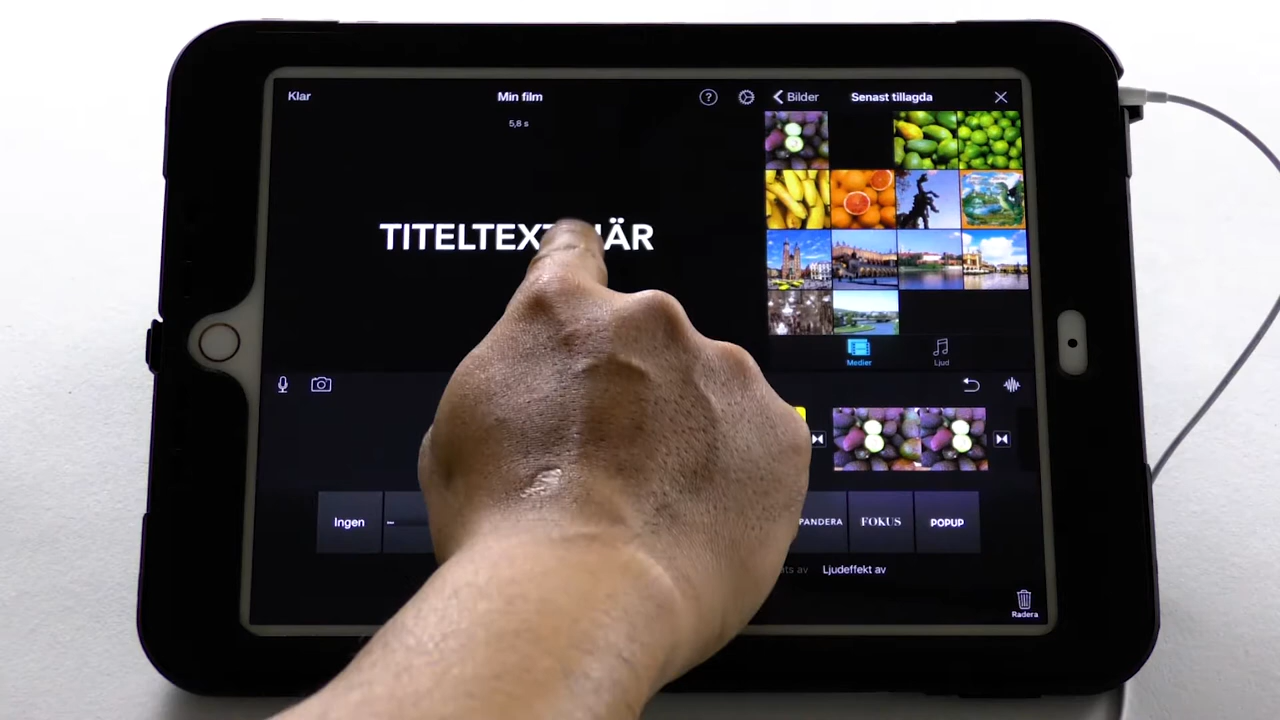 Klar
Min film
?
Bilder
Senast tillagda
5,8 s
Medier
Ljud
Ingen
FOKUS
POPUP
Ljudeffekt av
Radera